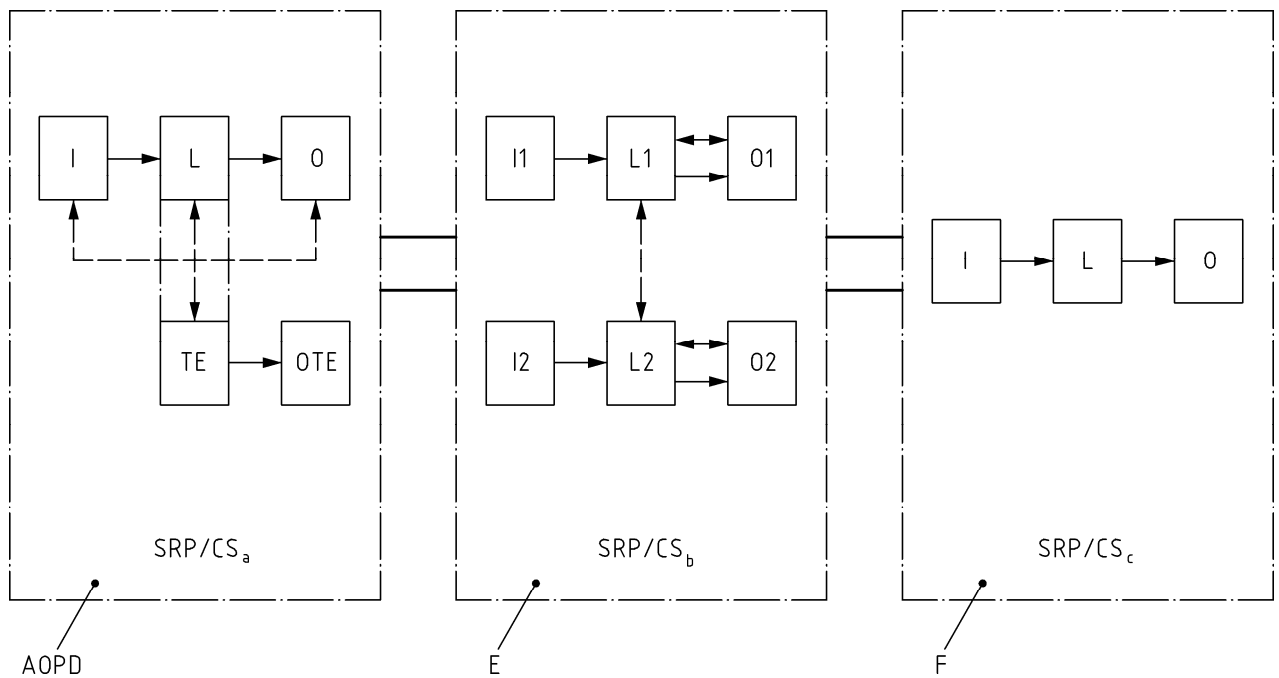 I L O
TE OTE
SRP/CSa
AOPD
I1 L1 O1
I2 L2 O2
SRP/CSb
E
I L O
SRP/CSc
F